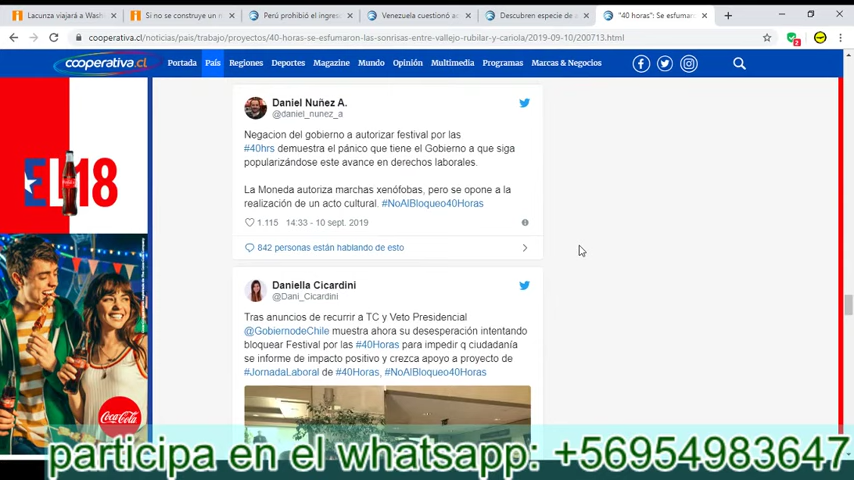 Lacunza viajará a Wash
Si no se construye un m
Perú prohibió el ingreso
Venezuela cuestionó ac
Descubren especie de a
"40 horas": Se esfumaron
cooperativa.cl/noticias/pais/trabajo/proyectos/40-horas-se-esfumaron-las-sonrisas-entre-vallejo-rubilar-y-cariola/2019-09-10/200713.html
cooperativa.cl
Portada País Regiones Deportes Magazine Mundo Opinión Multimedia Programas Marcas & Negocios
EL18
Daniel Nuñez A.
@daniel_nunez_a
Negacion del gobierno a autorizar festival por las
#40hrs demuestra el pánico que tiene el Gobierno a que siga
popularizándose este avance en derechos laborales.
La Moneda autoriza marchas xenófobas, pero se opone a la
realización de un acto cultural. #NoAlBloqueo40Horas
1.115 14:33 - 10 sept. 2019
842 personas están hablando de esto
Daniella Cicardini
@Dani_Cicardini
Tras anuncios de recurrir a TC y Veto Presidencial
@GobiernodeChile muestra ahora su desesperación intentando
bloquear Festival por las #40Horas para impedir q ciudadanía
se informe de impacto positivo y crezca apoyo a proyecto de
#JornadaLaboral de #40Horas, #NoAlBloqueo40Horas
Coca-Cola
participa en el whatsapp: +56954983647